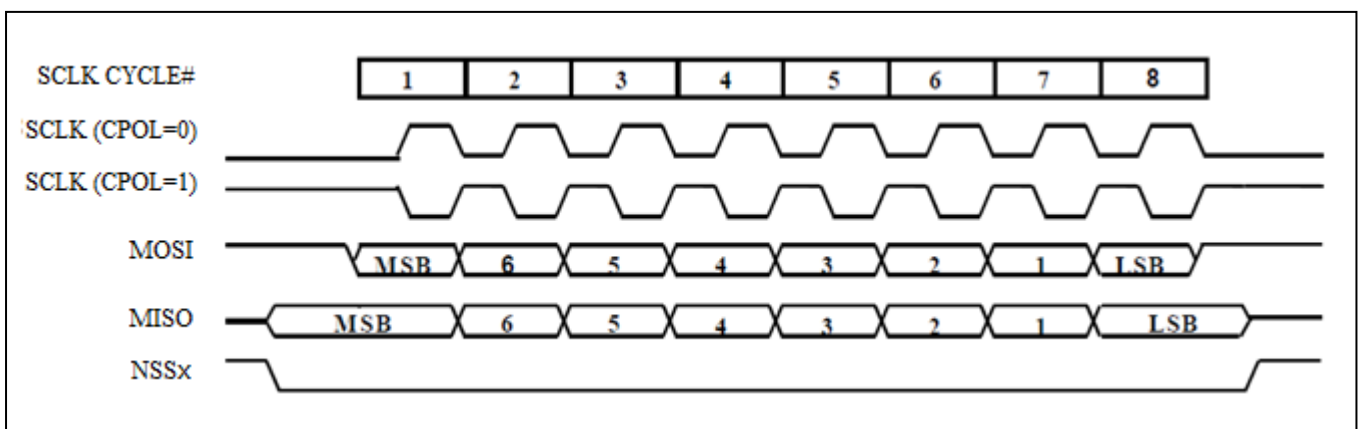 SCLK CYCLE# 1 2 3 4 5 6 7 8
SCLK (CPOL=0)
SCLK (CPOL=1)
MOSI MSB 6 5 4 3 2 1 LSB
MISO MSB 6 5 4 3 2 1 LSB
NSSx